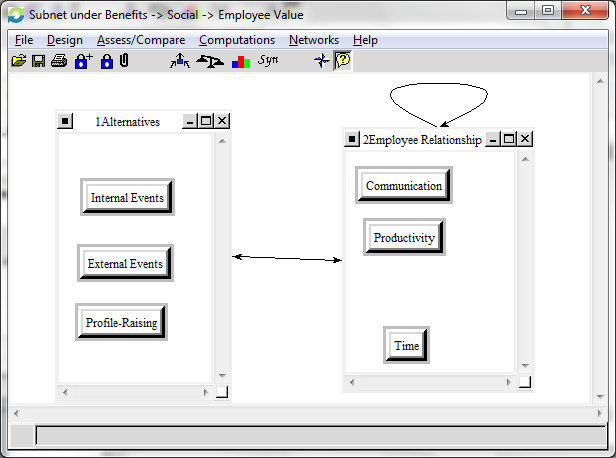 Subnet under Benefits -> Social -> Employee Value
File Design Assess/Compare Computations Networks Help
Syn
1Alternatives
2Employee Relationship
Internal Events
External Events
Profile-Raising
Communication
Productivity
Time